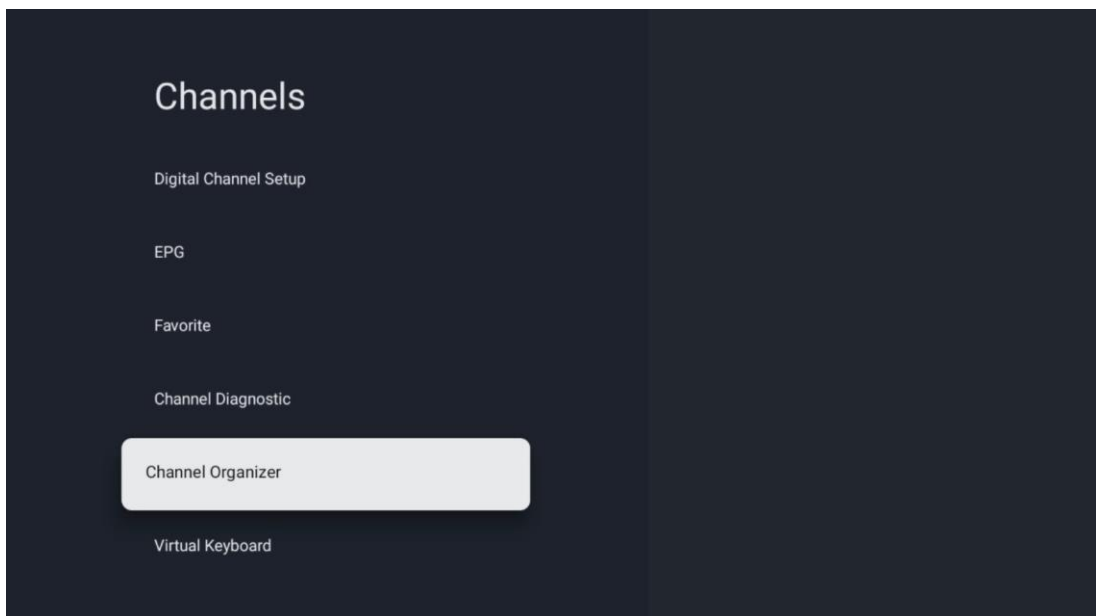 Channels
Digital Channel Setup
EPG
Favorite
Channel Diagnostic
Channel Organizer
Virtual Keyboard